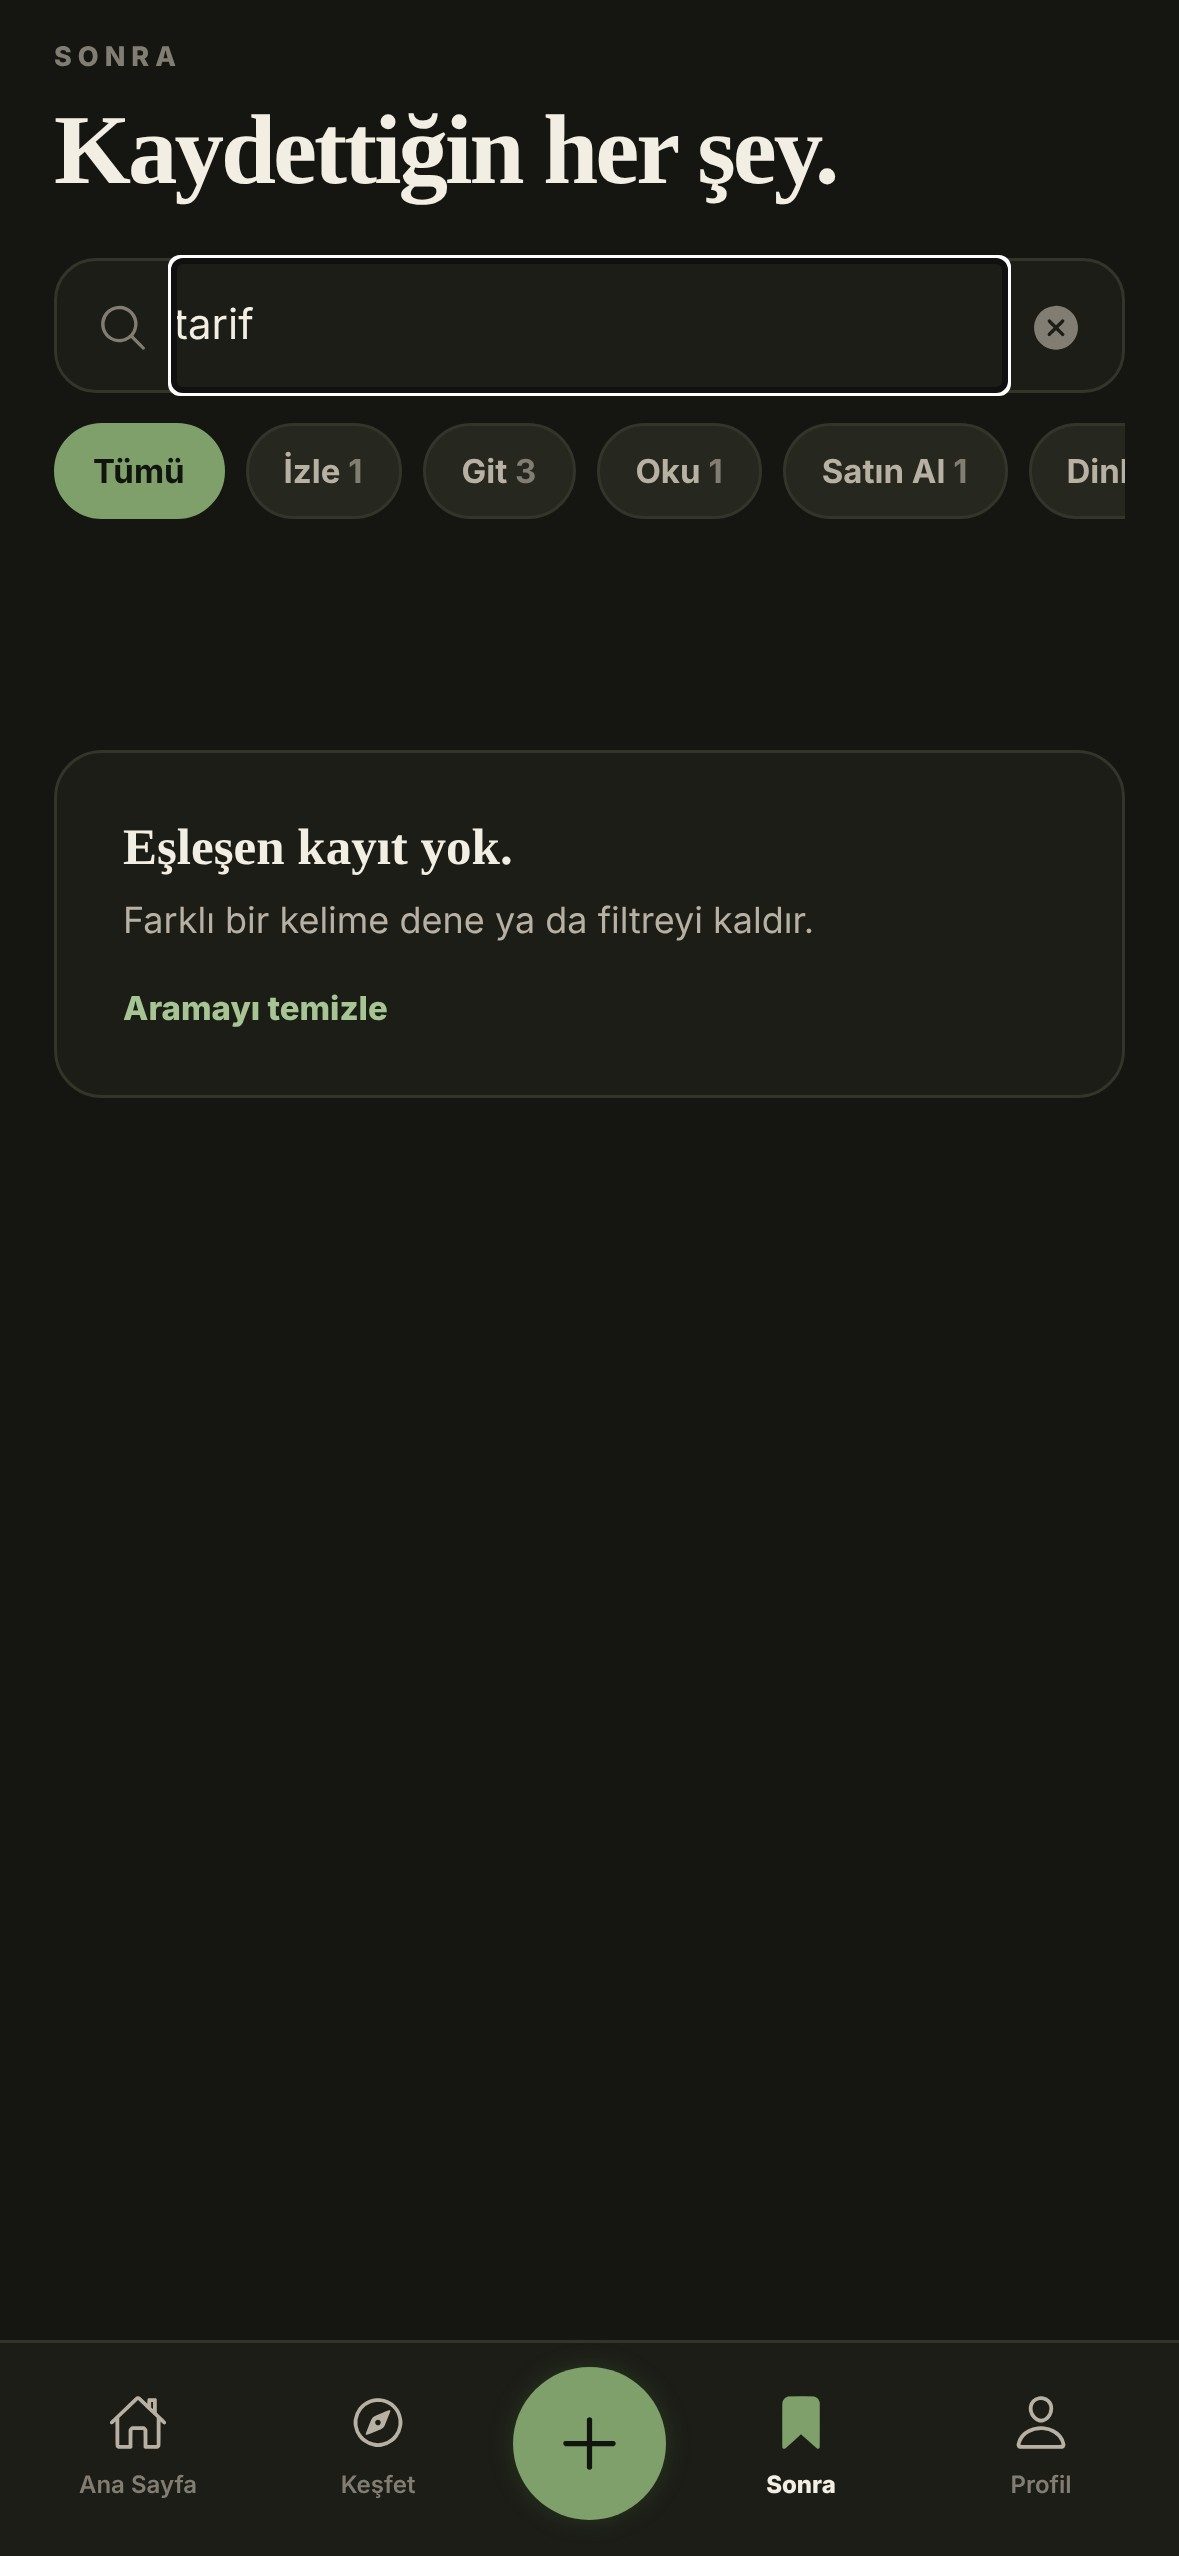 SONRA
Kaydettiğin her şey.
tarif
Tümü İzle 1 Git 3 Oku 1 Satın Al 1 Dinl
Eşleşen kayıt yok.
Farklı bir kelime dene ya da filtreyi kaldır.
Aramayı temizle
Ana Sayfa Keşfet Sonra Profil